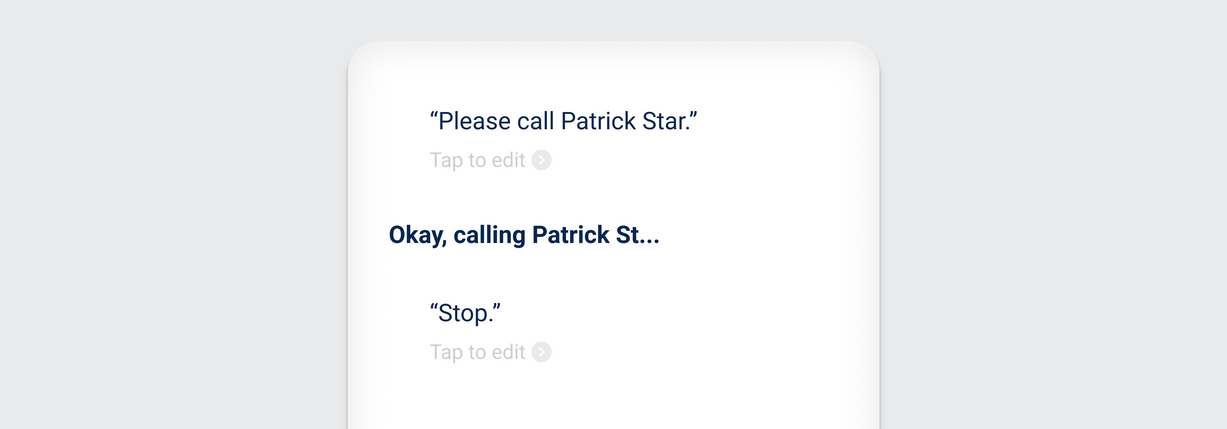 “Please call Patrick Star.”
Tap to edit
Okay, calling Patrick St...
“Stop.”
Tap to edit